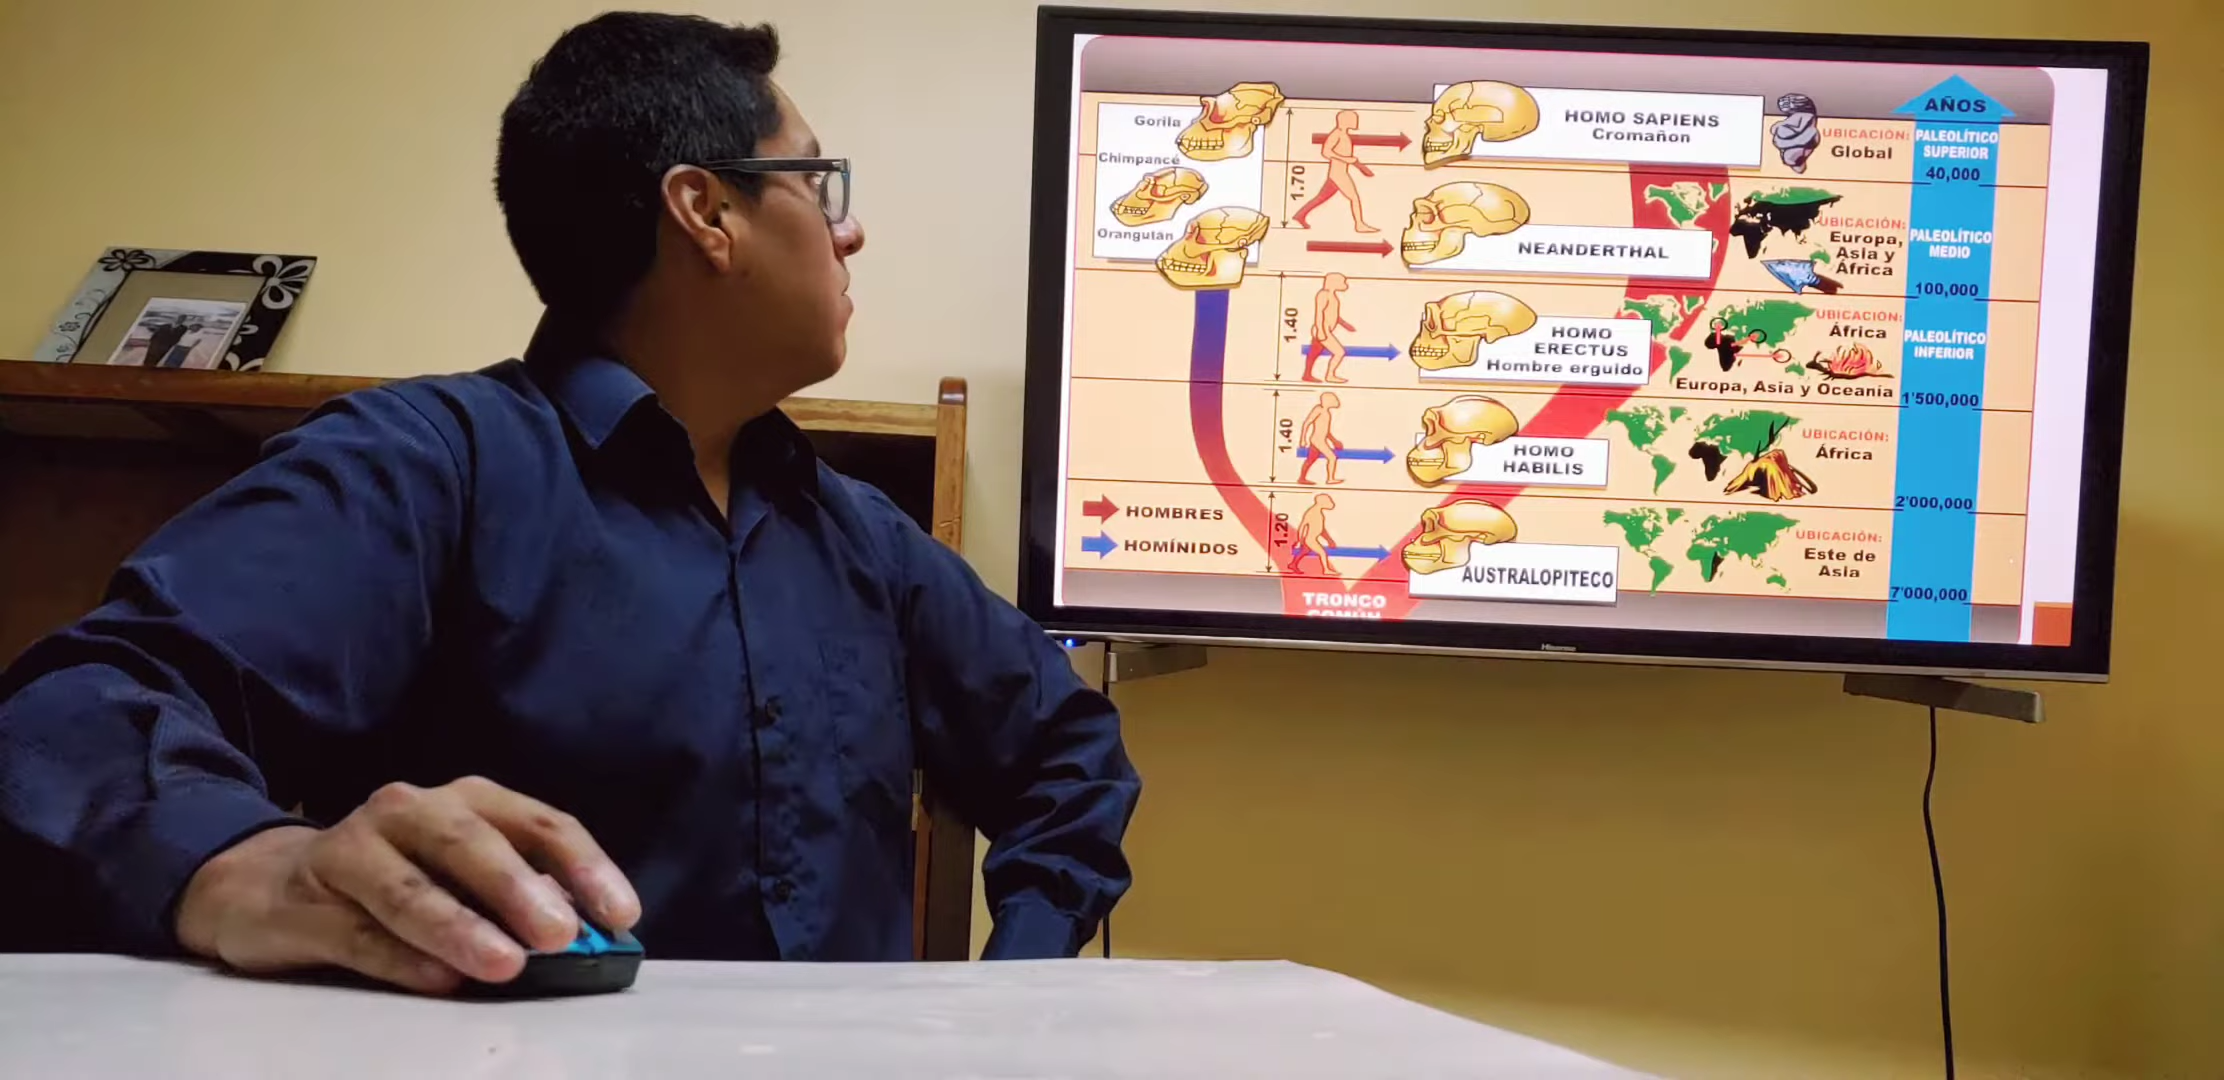 Gorila
Chimpancé
Orangután
1.70
HOMO SAPIENS
Cromañon
UBICACIÓN:
Global
AÑOS
PALEOLÍTICO
SUPERIOR
40,000
NEANDERTHAL
UBICACIÓN:
Europa,
Asia y
África
PALEOLÍTICO
MEDIO
100,000
1.40
HOMO
ERECTUS
Hombre erguido
UBICACIÓN:
África
Europa, Asia y Oceanía
PALEOLÍTICO
INFERIOR
1'500,000
1.40
HOMO
HABILIS
UBICACIÓN:
África
2'000,000
HOMBRES
HOMÍNIDOS
1.20
AUSTRALOPITECO
UBICACIÓN:
Este de
Asia
7'000,000
TRONCO
COMÚN
Hisense